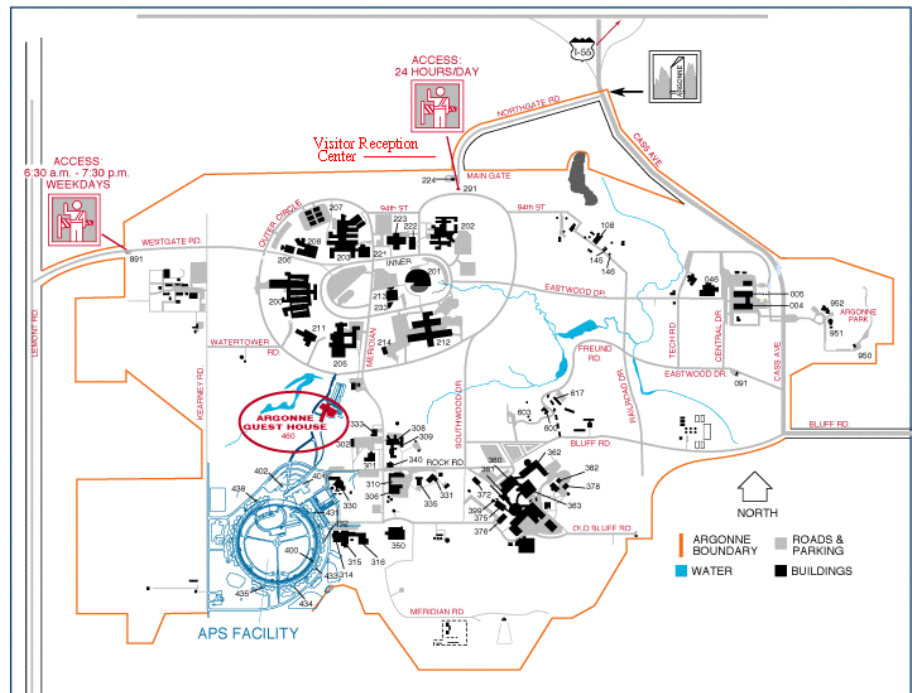 I-55
ARGONNE
ACCESS:
24 HOURS/DAY
NORTHGATE RD.
CASS AVE
Visitor Reception
Center
ACCESS:
6:30 a.m. - 7:30 p.m.
WEEKDAYS
224
MAIN GATE
291
OUTER CIRCLE
207
94th ST
223
222
202
94th ST
108
208
206
203
221
INNER
145
146
WESTGATE RD.
891
201
046
EASTWOOD DR.
200
213
233
005
004
952
ARGONNE
PARK
951
950
LEMONT RD.
211
WATERTOWER
RD.
205
MERIDIAN
214
212
FREUND
RD.
TECH RD
CENTRAL DR.
EASTWOOD DR.
091
CASS AVE
KEARNEY RD.
SOUTHWOOD DR.
RAILROAD DR.
617
603
600
BLUFF RD.
BLUFF RD.
ARGONNE
GUEST HOUSE
460
333
302
308
309
301
340
ROCK RD
360
361
362
382
378
383
402
401
438
431
330
310
306
335
331
372
399
375
376
OLD BLUFF RD
NORTH
400
433
314
315
316
350
435
434
APS FACILITY
MERIDIAN RD.
ARGONNE
BOUNDARY
ROADS &
PARKING
WATER
BUILDINGS